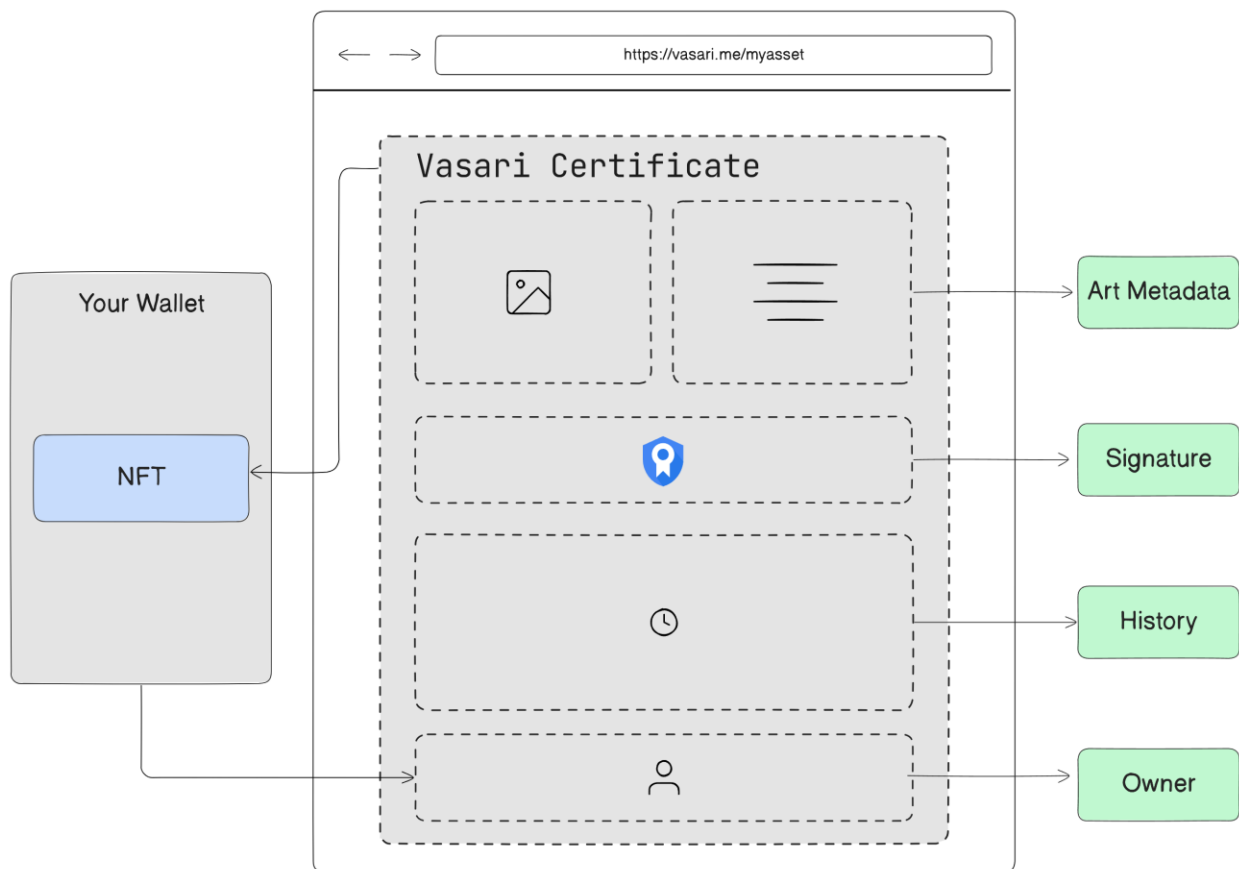 https://vasari.me/myasset
Vasari Certificate
Your Wallet
NFT
Art Metadata
Signature
History
Owner